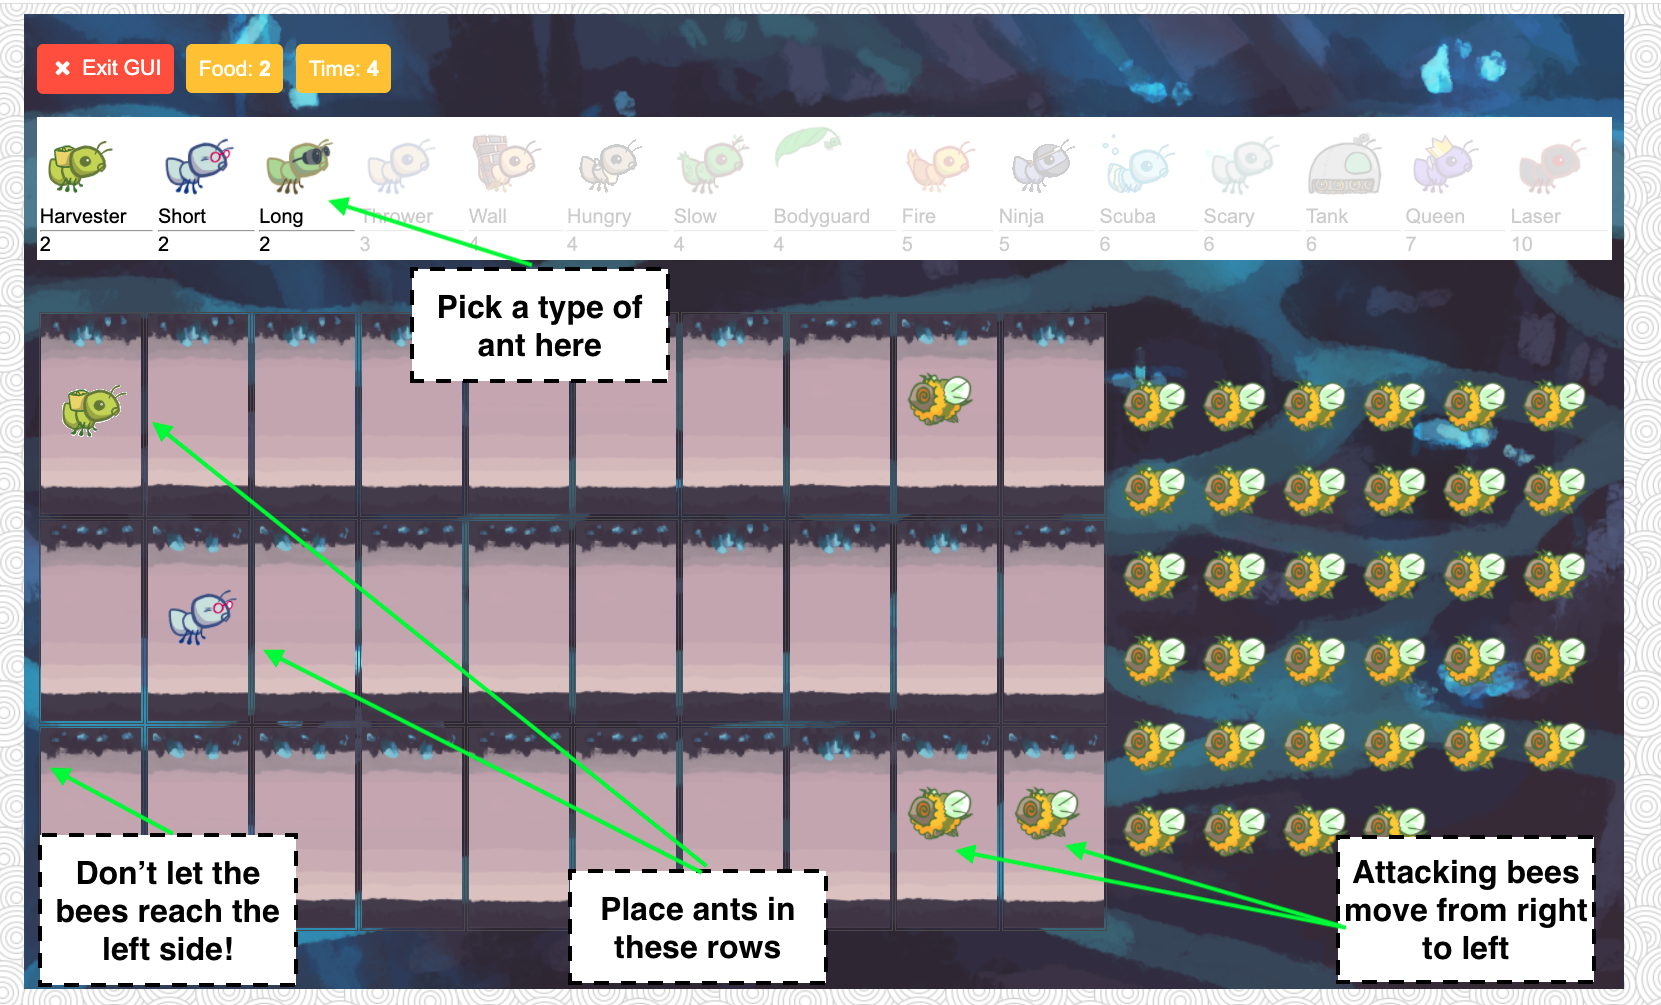 ✖ Exit GUI Food: 2 Time: 4
Harvester Short Long Thrower Wall Hungry Slow Bodyguard Fire Ninja Scuba Scary Tank Queen Laser
2 2 2 3 4 4 4 4 5 5 6 6 6 7 10
Pick a type of
ant here
Don’t let the
bees reach the
left side!
Place ants in
these rows
Attacking bees
move from right
to left